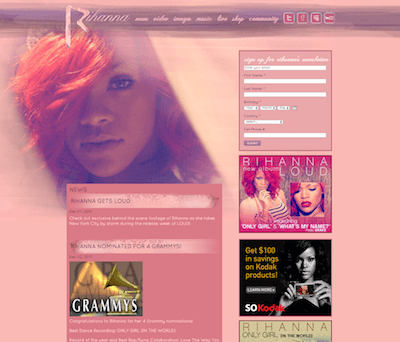 Rihanna news video images music live shop community
sign up for rihanna's newsletter
First Name *
Last Name *
Birthday *
Country *
NEWS
RIHANNA GETS LOUD
Check out exclusive behind the scene footage of Rihanna as she takes
New York City by storm during the release week of LOUD!
RIHANNA NOMINATED FOR 4 GRAMMYS!
GRAMMYS
Congratulations to Rihanna for her 4 Grammy nominations!
Best Dance Recording: ONLY GIRL (IN THE WORLD)
Record of the year and Best Rap/Sung Collaboration: Love The Way You
RIHANNA
new album LOUD
featuring
'ONLY GIRL' & 'WHAT'S MY NAME?'
Get $100
in savings
on Kodak
products!
LEARN MORE
SO Kodak
RIHANNA
ONLY GIRL (IN THE WORLD)